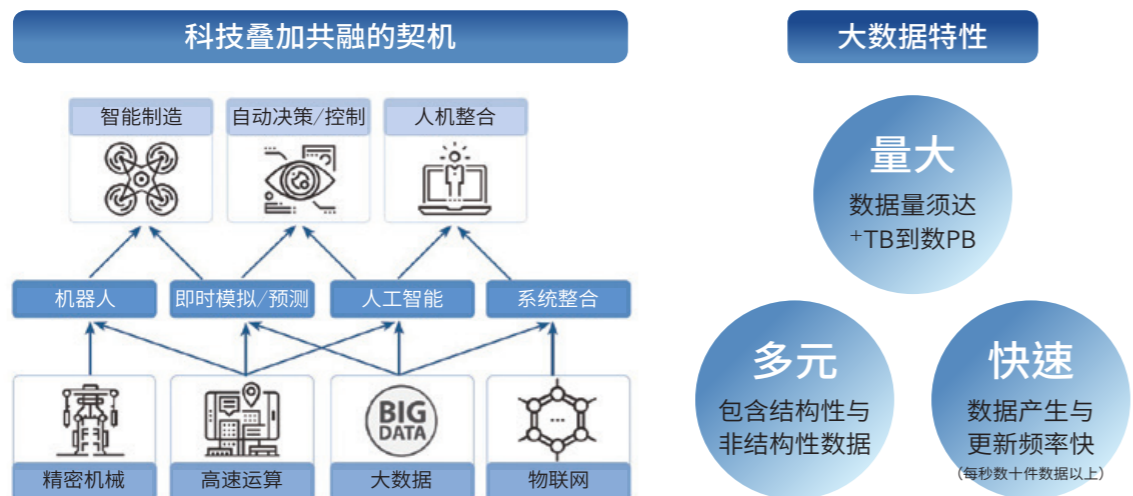 科技叠加共融的契机
大数据特性
智能制造
自动决策/控制
人机整合
机器人
即时模拟/预测
人工智能
系统整合
BIG
DATA
精密机械
高速运算
大数据
物联网
量大
数据量须达
+TB到数PB
多元
包含结构性与
非结构性数据
快速
数据产生与
更新频率快
(每秒数十件数据以上)